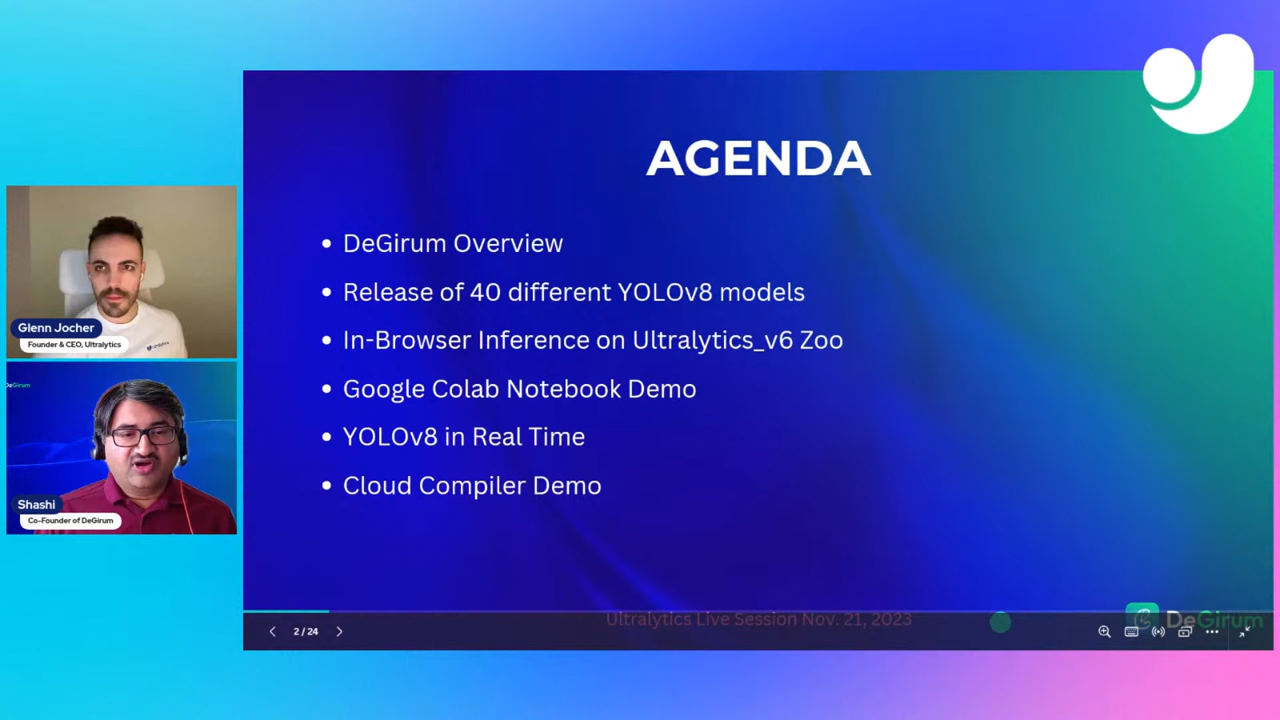 AGENDA
DeGirum Overview
Release of 40 different YOLOv8 models
In-Browser Inference on Ultralytics_v6 Zoo
Google Colab Notebook Demo
YOLOv8 in Real Time
Cloud Compiler Demo
Glenn Jocher
Founder & CEO, Ultralytics
DeGirum
Shashi
Co-Founder of DeGirum
Ultralytics Live Session Nov. 21, 2023
DeGirum
2 / 24